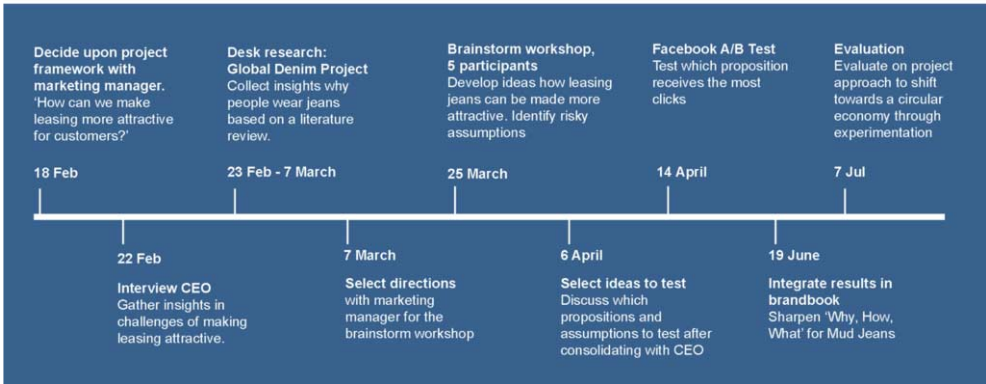 Decide upon project
framework with
marketing manager.
‘How can we make
leasing more attractive
for customers?’
18 Feb
Desk research:
Global Denim Project
Collect insights why
people wear jeans
based on a literature
review.
23 Feb - 7 March
Brainstorm workshop,
5 participants
Develop ideas how leasing
jeans can be made more
attractive. Identify risky
assumptions
25 March
Facebook A/B Test
Test which proposition
receives the most
clicks
14 April
Evaluation
Evaluate on project
approach to shift
towards a circular
economy through
experimentation
7 Jul
22 Feb
Interview CEO
Gather insights in
challenges of making
leasing attractive.
7 March
Select directions
with marketing
manager for the
brainstorm workshop
6 April
Select ideas to test
Discuss which
propositions and
assumptions to test after
consolidating with CEO
19 June
Integrate results in
brandbook
Sharpen ‘Why, How,
What’ for Mud Jeans